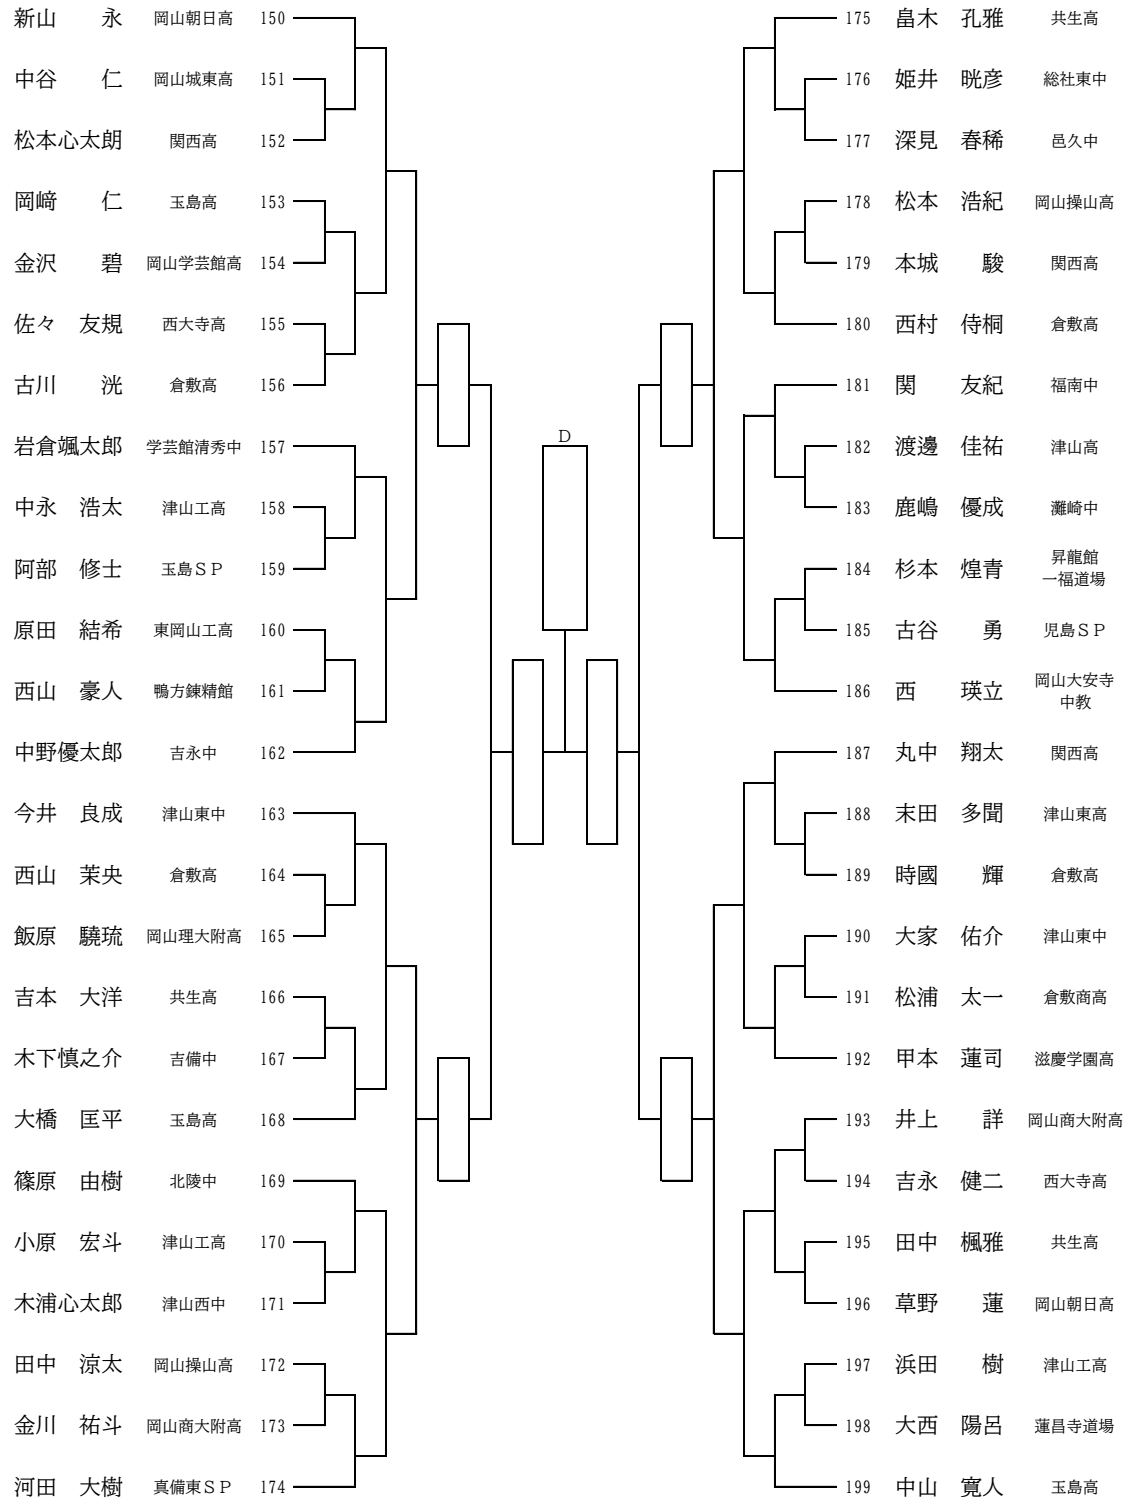 新山　永 岡山朝日高 150
中谷　仁 岡山城東高 151
松本心太朗 関西高 152
岡﨑　仁 玉島高 153
金沢　碧 岡山学芸館高 154
佐々　友規 西大寺高 155
古川　洸 倉敷高 156
岩倉颯太郎 学芸館清秀中 157
中永　浩太 津山工高 158
阿部　修士 玉島ＳＰ 159
原田　結希 東岡山工高 160
西山　豪人 鴨方錬精館 161
中野優太郎 吉永中 162
今井　良成 津山東中 163
西山　茉央 倉敷高 164
飯原　驍琉 岡山理大附高 165
吉本　大洋 共生高 166
木下慎之介 吉備中 167
大橋　匡平 玉島高 168
篠原　由樹 北陵中 169
小原　宏斗 津山工高 170
木浦心太郎 津山西中 171
田中　涼太 岡山操山高 172
金川　祐斗 岡山商大附高 173
河田　大樹 真備東ＳＰ 174
D
175 畠木　孔雅 共生高
176 姫井　晄彦 総社東中
177 深見　春稀 邑久中
178 松本　浩紀 岡山操山高
179 本城　駿 関西高
180 西村　侍桐 倉敷高
181 関　友紀 福南中
182 渡邊　佳祐 津山高
183 鹿嶋　優成 灘崎中
184 杉本　煌青 昇龍館
一福道場
185 古谷　勇 児島ＳＰ
186 西　瑛立 岡山大安寺
中教
187 丸中　翔太 関西高
188 末田　多聞 津山東高
189 時國　輝 倉敷高
190 大家　佑介 津山東中
191 松浦　太一 倉敷商高
192 甲本　蓮司 滋慶学園高
193 井上　詳 岡山商大附高
194 吉永　健二 西大寺高
195 田中　楓雅 共生高
196 草野　蓮 岡山朝日高
197 浜田　樹 津山工高
198 大西　陽呂 蓮昌寺道場
199 中山　寛人 玉島高